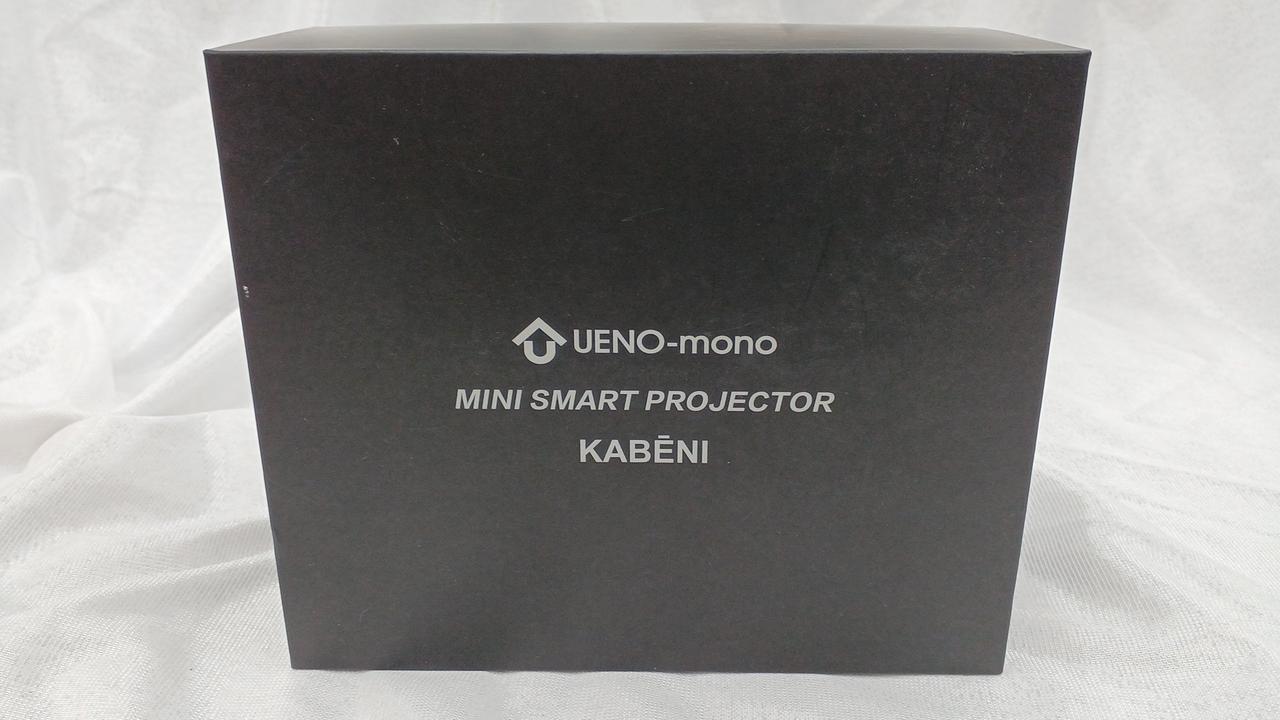 UENO-mono
MINI SMART PROJECTOR
KABĒNI